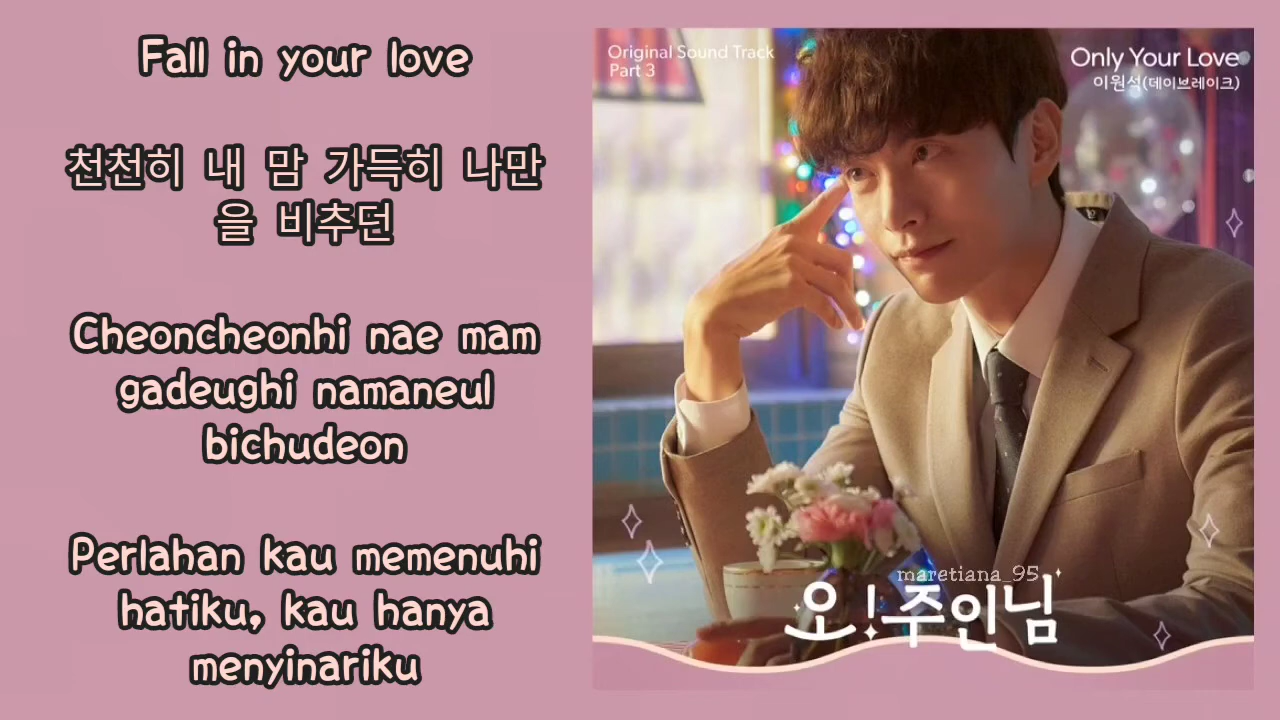 Fall in your love
천천히 내 맘 가득히 나만
을 비추던
Cheoncheonhi nae mam
gadeughi namaneul
bichudeon
Perlahan kau memenuhi
hatiku, kau hanya
menyinariku
Original Sound Track
Part 3
Only Your Love
이원석(데이브레이크)
maretiana_95
오!주인님